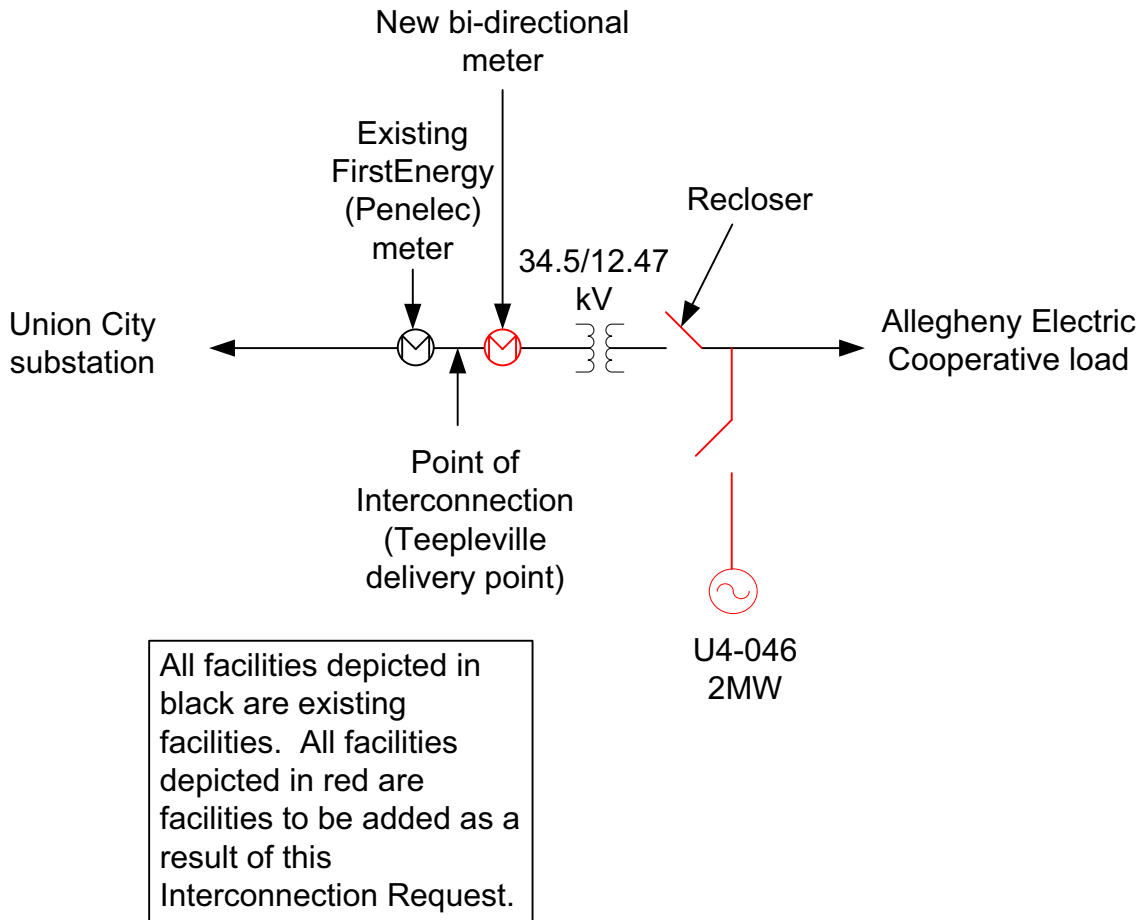 New bi-directional
meter
Existing
FirstEnergy
(Penelec)
meter
Recloser
34.5/12.47
kV
Union City
substation
Allegheny Electric
Cooperative load
Point of
Interconnection
(Teepleville
delivery point)
U4-046
2MW
All facilities depicted in
black are existing
facilities.  All facilities
depicted in red are
facilities to be added as a
result of this
Interconnection Request.